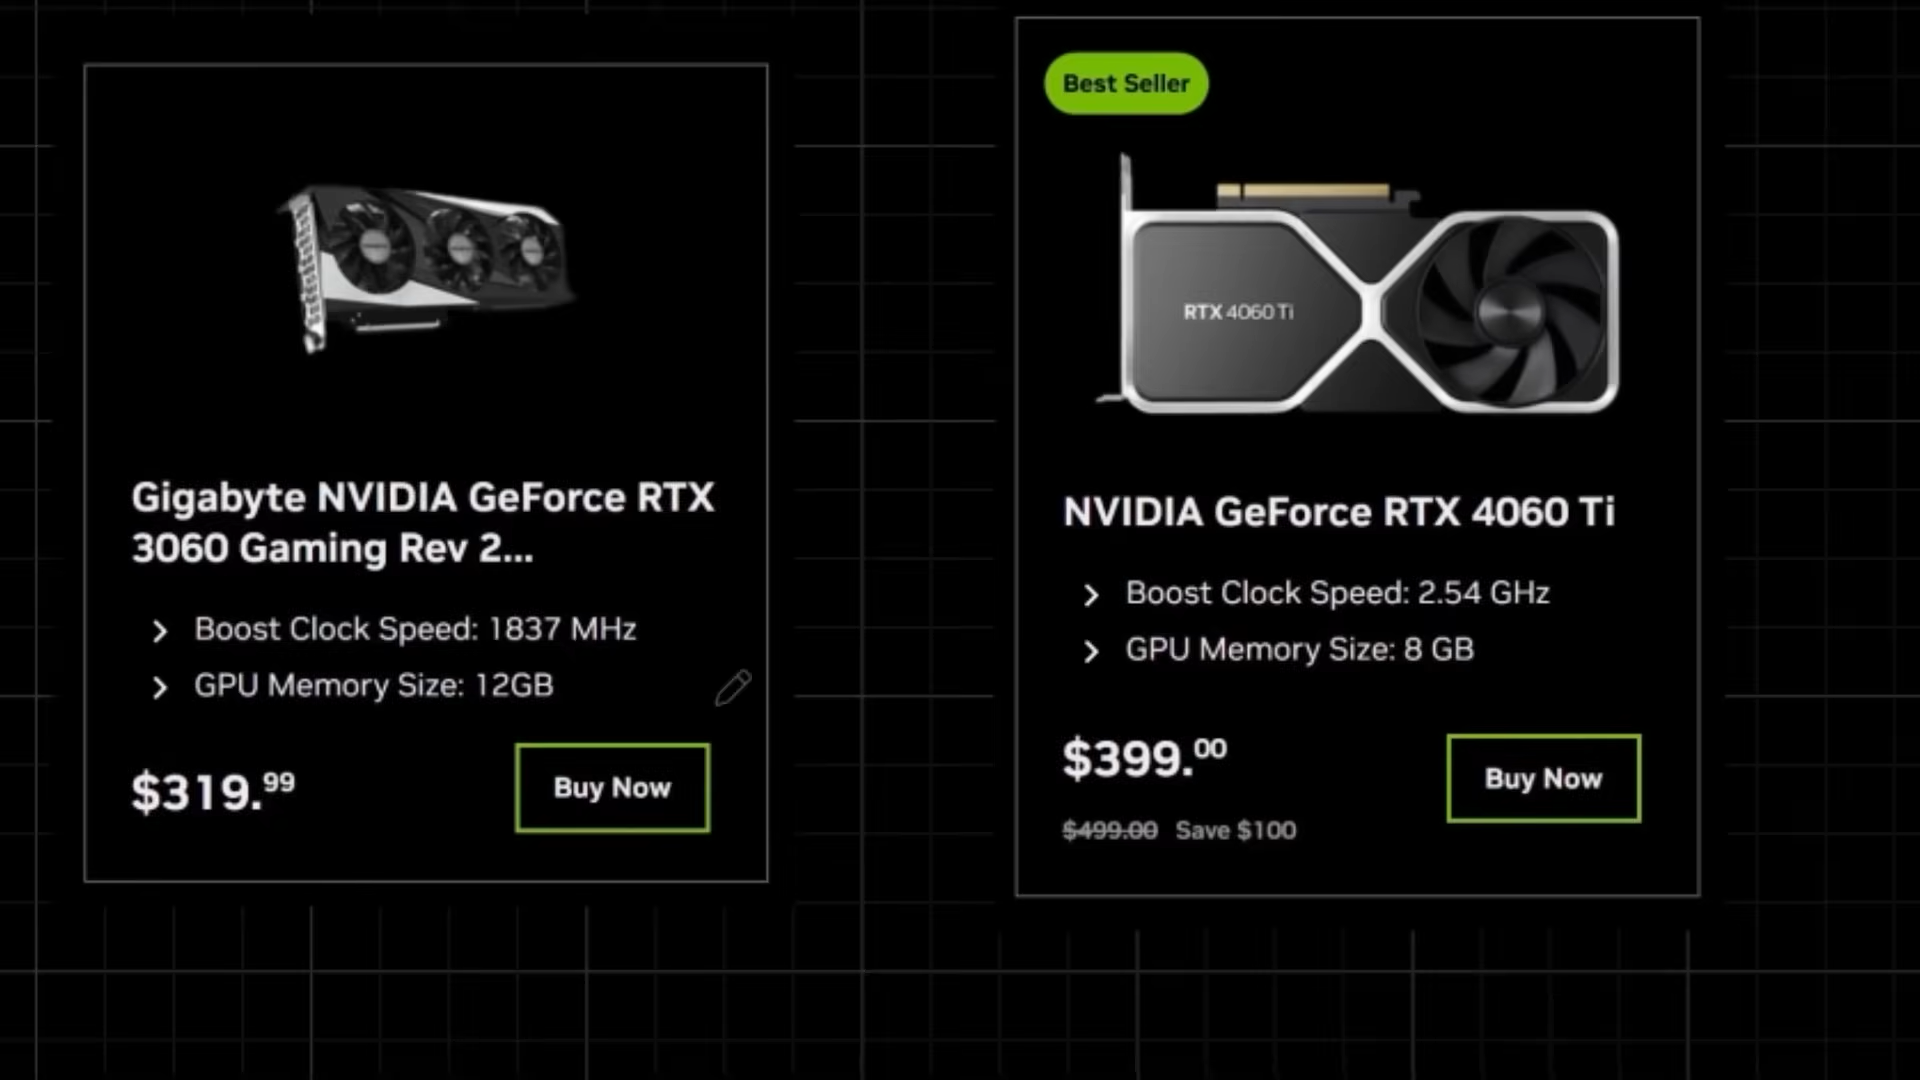 Gigabyte NVIDIA GeForce RTX
3060 Gaming Rev 2...
Boost Clock Speed: 1837 MHz
GPU Memory Size: 12GB
$319.99
Buy Now
Best Seller
RTX 4060 Ti
NVIDIA GeForce RTX 4060 Ti
Boost Clock Speed: 2.54 GHz
GPU Memory Size: 8 GB
$399.00
$499.00 Save $100
Buy Now